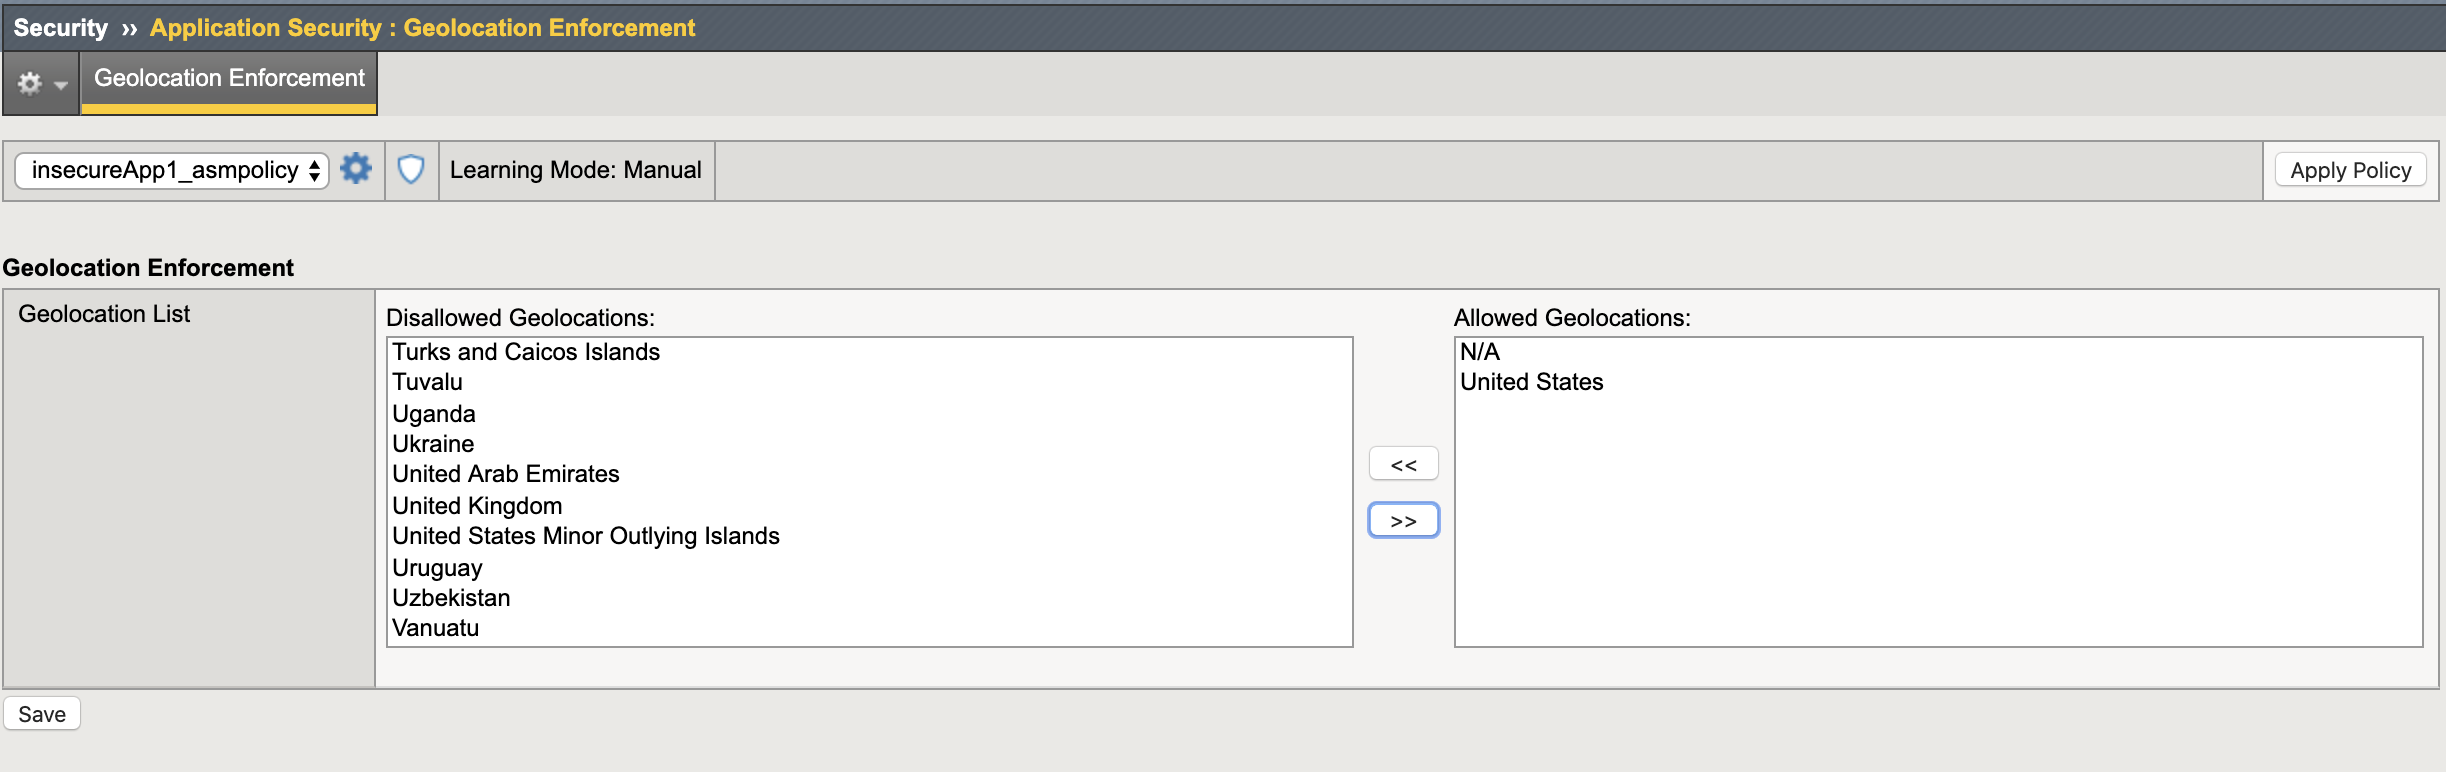 Security ›› Application Security : Geolocation Enforcement
Geolocation Enforcement
insecureApp1_asmpolicy
Learning Mode: Manual
Apply Policy
Geolocation Enforcement
Geolocation List
Disallowed Geolocations:
Turks and Caicos Islands
Tuvalu
Uganda
Ukraine
United Arab Emirates
United Kingdom
United States Minor Outlying Islands
Uruguay
Uzbekistan
Vanuatu
<<
>>
Allowed Geolocations:
N/A
United States
Save